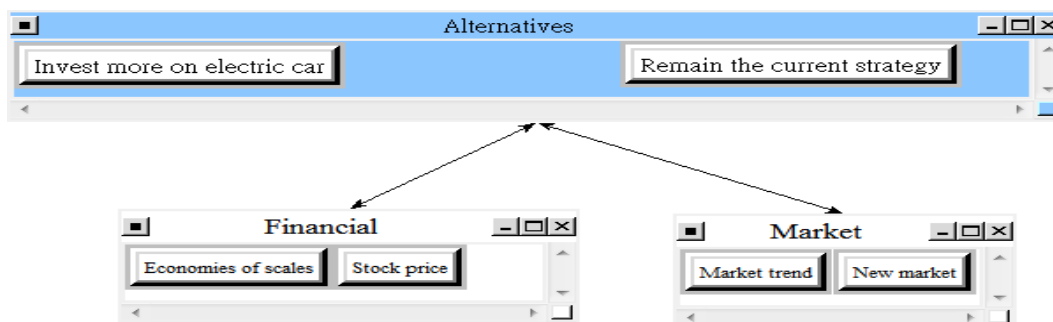 Alternatives
Invest more on electric car
Remain the current strategy
Financial
Economies of scales
Stock price
Market
Market trend
New market